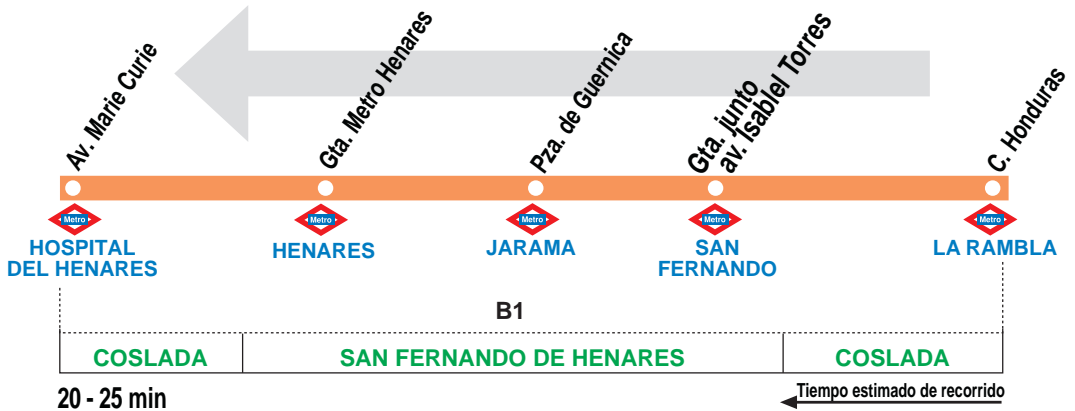 Av. Marie Curie
Gta. Metro Henares
Pza. de Guernica
Gta. junto
av. Isablel Torres
C. Honduras
Metro
Metro
Metro
Metro
Metro
HOSPITAL
DEL HENARES
HENARES
JARAMA
SAN
FERNANDO
LA RAMBLA
B1
COSLADA
SAN FERNANDO DE HENARES
COSLADA
20 - 25 min
Tiempo estimado de recorrido